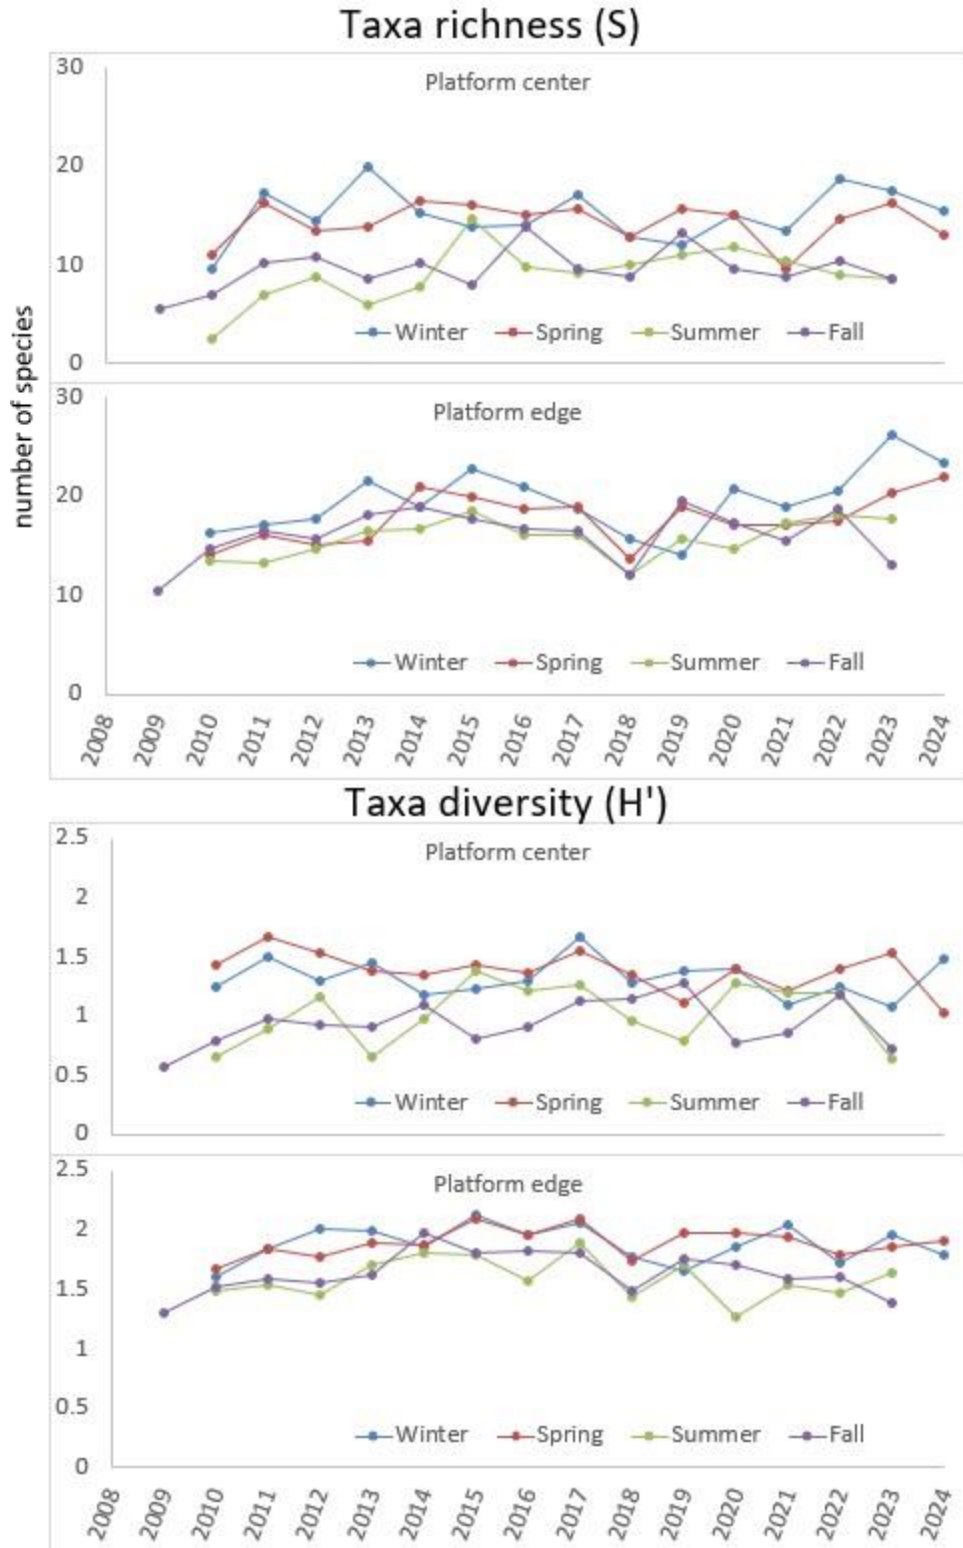 Taxa richness (S)
30
Platform center
20
10
Winter Spring Summer Fall
0
number of species
30
Platform edge
20
10
Winter Spring Summer Fall
0
2008 2009 2010 2011 2012 2013 2014 2015 2016 2017 2018 2019 2020 2021 2022 2023 2024
Taxa diversity (H')
2.5
Platform center
2
1.5
1
0.5
Winter Spring Summer Fall
0
2.5
Platform edge
2
1.5
1
0.5
Winter Spring Summer Fall
0
2008 2009 2010 2011 2012 2013 2014 2015 2016 2017 2018 2019 2020 2021 2022 2023 2024